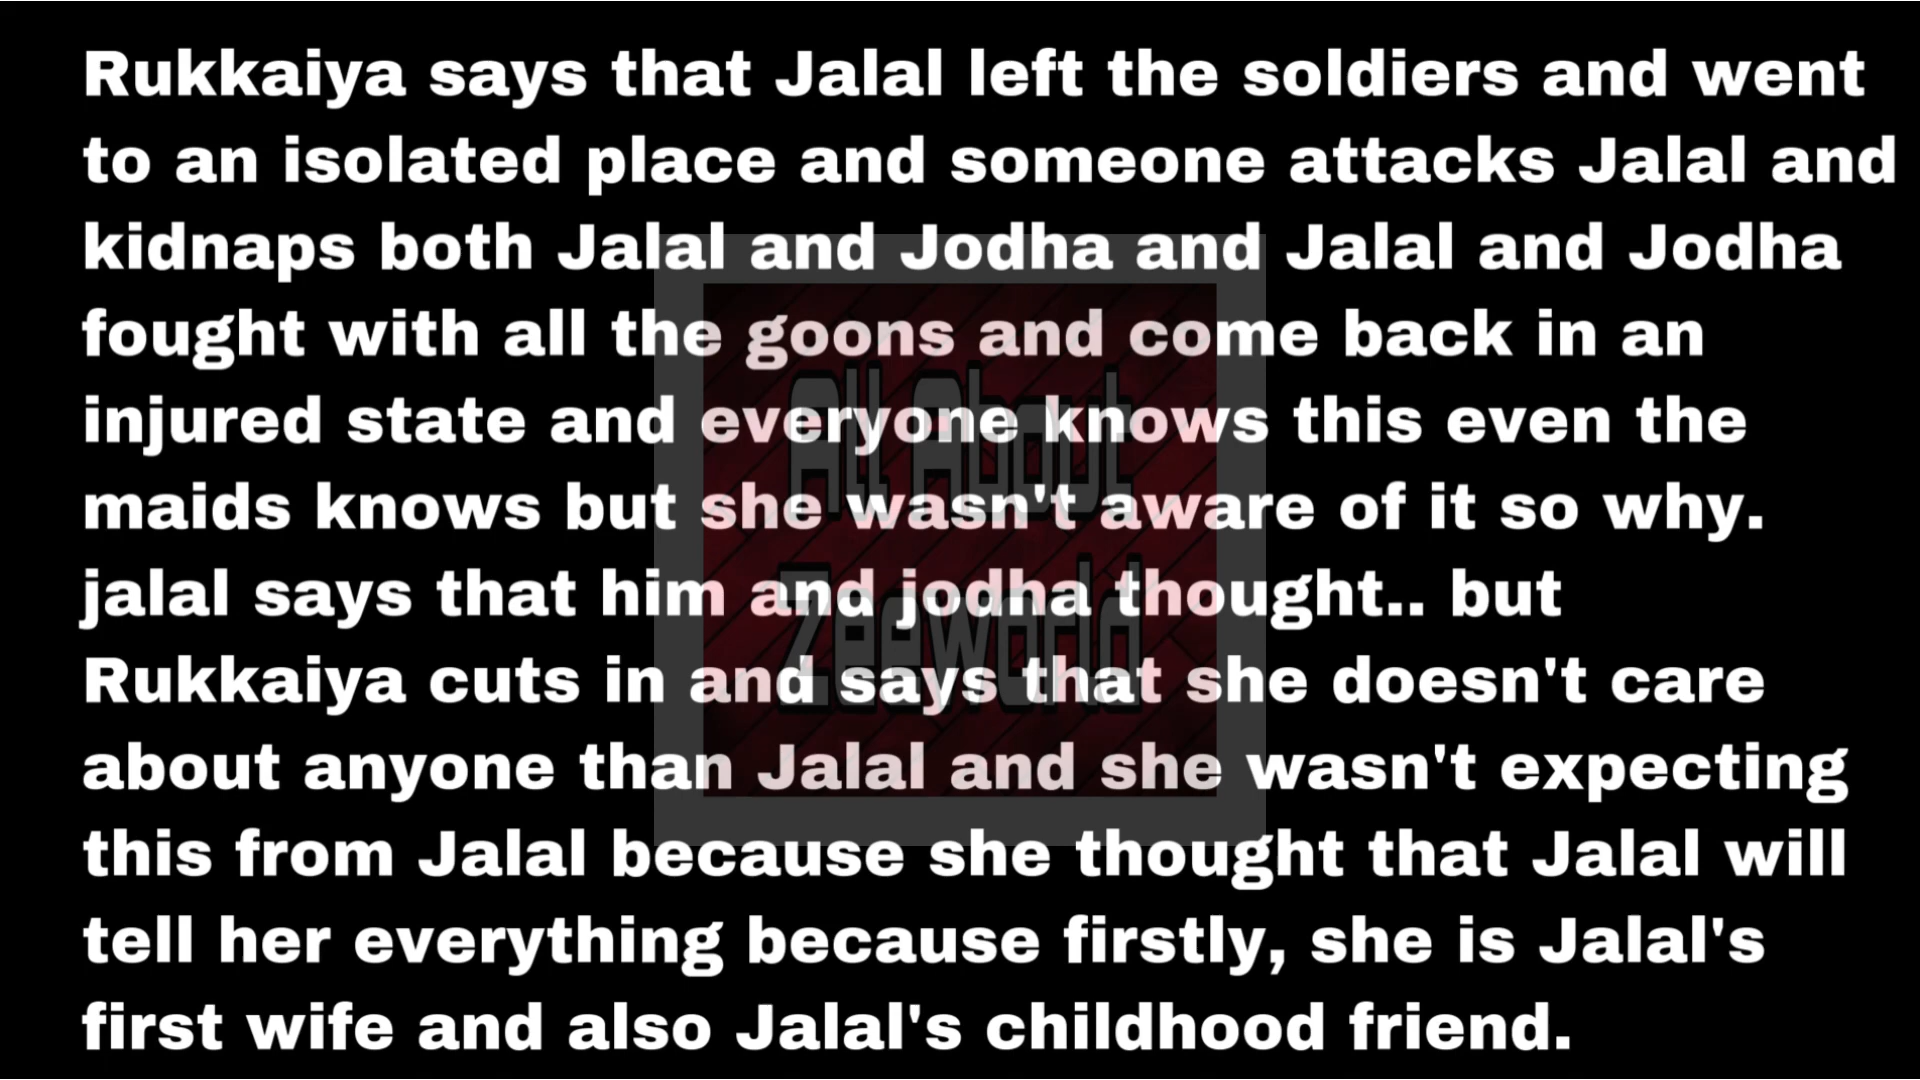 Rukkaiya says that Jalal left the soldiers and went
to an isolated place and someone attacks Jalal and
kidnaps both Jalal and Jodha and Jalal and Jodha
fought with all the goons and come back in an
injured state and everyone knows this even the
maids knows but she wasn't aware of it so why.
jalal says that him and jodha thought.. but
Rukkaiya cuts in and says that she doesn't care
about anyone than Jalal and she wasn't expecting
this from Jalal because she thought that Jalal will
tell her everything because firstly, she is Jalal's
first wife and also Jalal's childhood friend.
All About
Zeeworld